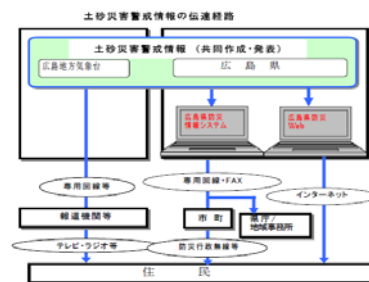 土砂災害警戒情報の伝達経路
土砂災害警戒情報 (共同作成・発表)
広島地方気象台
広島県
広島県防災
情報システム
広島県防災
Web
専用回線等
専用回線・FAX
インターネット
報道機関等
市町
県庁/
地域事務所
テレビ・ラジオ等
防災行政無線等
住民